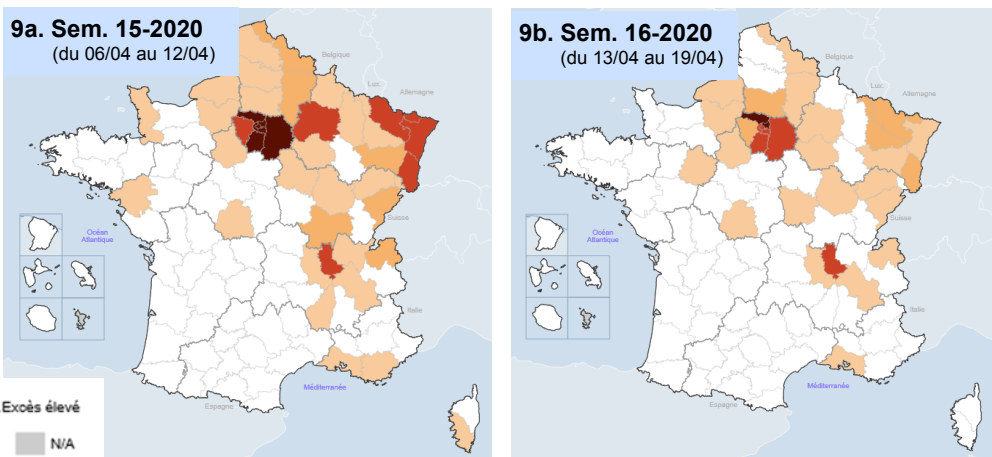 9a. Sem. 15-2020
(du 06/04 au 12/04)
Belgique
Lux.
Allemagne
Suisse
Océan
Atlantique
Italie
Méditerranée
Espagne
Excès élevé
N/A
9b. Sem. 16-2020
(du 13/04 au 19/04)
Belgique
Lux.
Allemagne
Suisse
Océan
Atlantique
Italie
Méditerranée
Espagne